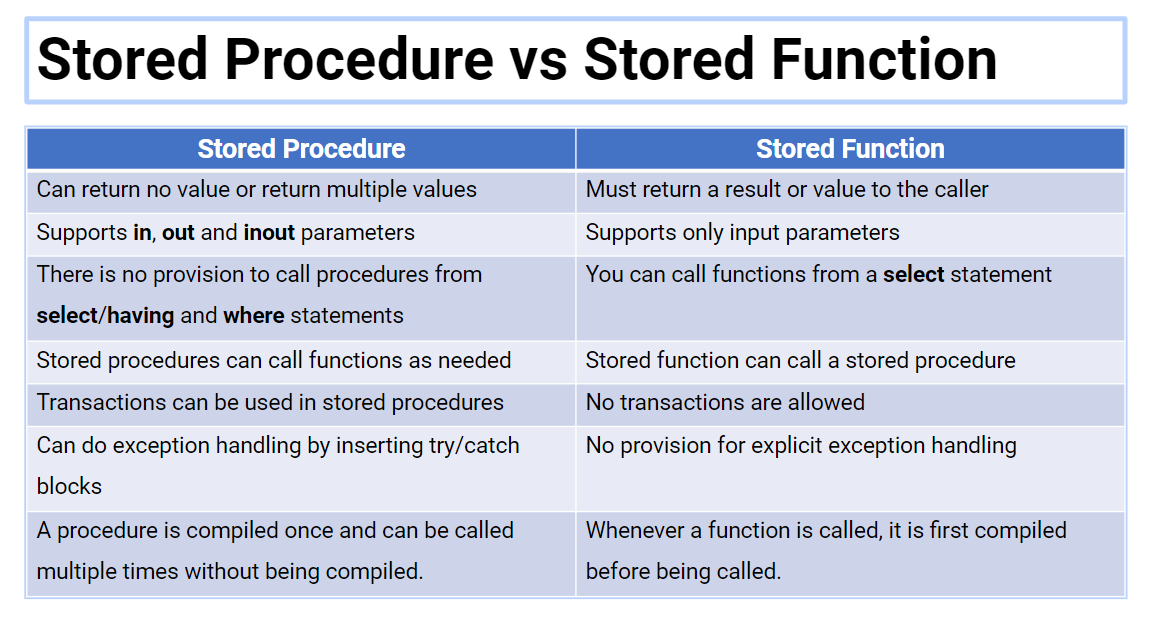 Stored Procedure vs Stored Function
Stored Procedure
Stored Function
Can return no value or return multiple values
Must return a result or value to the caller
Supports in, out and inout parameters
Supports only input parameters
There is no provision to call procedures from
select/having and where statements
You can call functions from a select statement
Stored procedures can call functions as needed
Stored function can call a stored procedure
Transactions can be used in stored procedures
No transactions are allowed
Can do exception handling by inserting try/catch
blocks
No provision for explicit exception handling
A procedure is compiled once and can be called
multiple times without being compiled.
Whenever a function is called, it is first compiled
before being called.